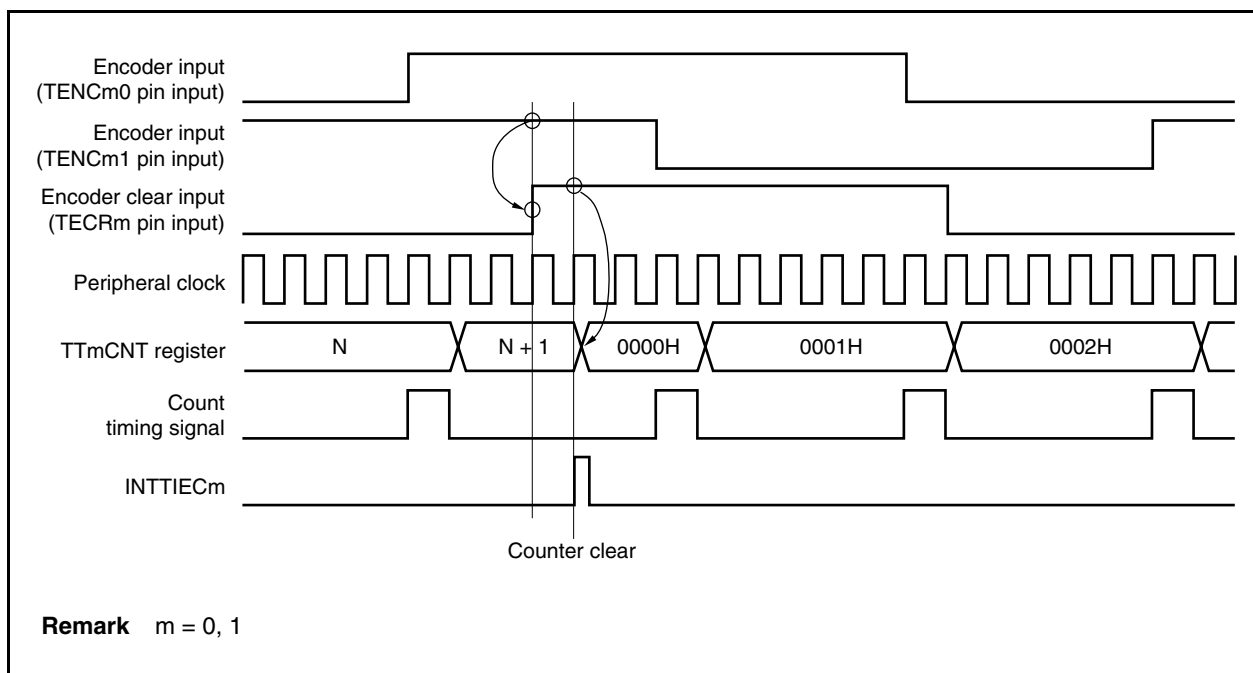 Encoder input
(TENCm0 pin input)
Encoder input
(TENCm1 pin input)
Encoder clear input
(TECRm pin input)
Peripheral clock
TTmCNT register
N
N + 1
0000H
0001H
0002H
Count
timing signal
INTTIECm
Counter clear
Remark m = 0, 1